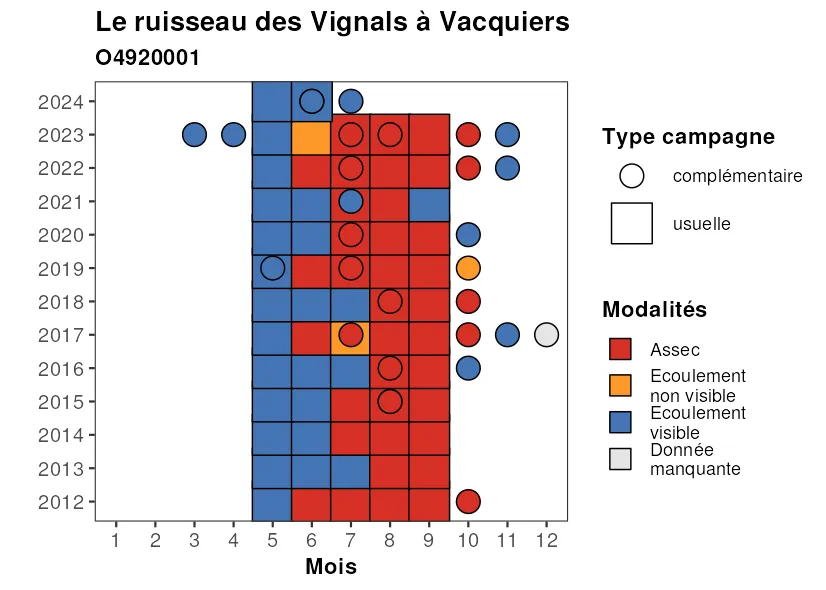 Le ruisseau des Vignals à Vacquiers
O4920001
2024
2023
2022
2021
2020
2019
2018
2017
2016
2015
2014
2013
2012
1 2 3 4 5 6 7 8 9 10 11 12
Mois
Type campagne
complémentaire
usuelle
Modalités
Assec
Ecoulement
non visible
Ecoulement
visible
Donnée
manquante